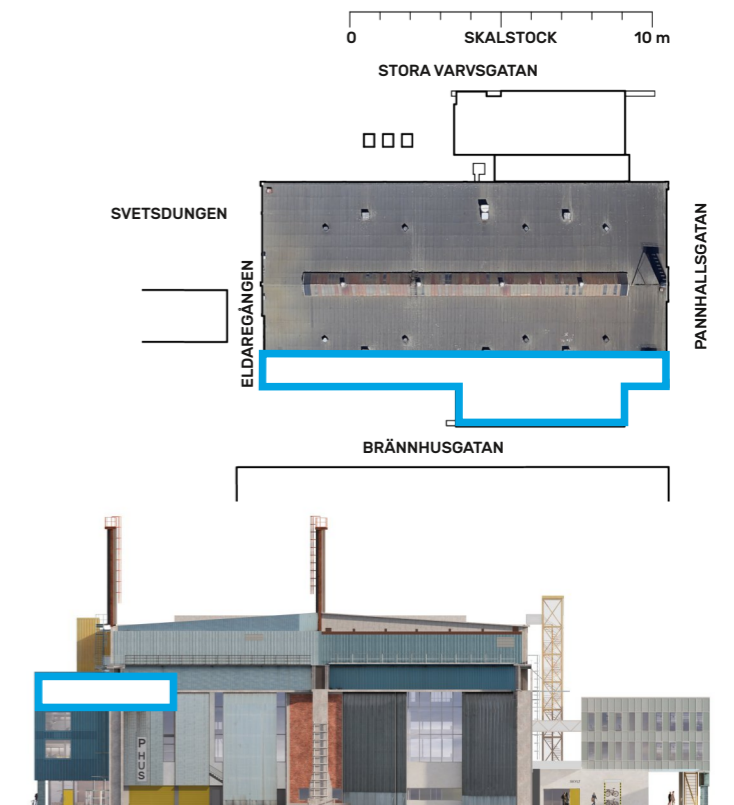 0 SKALSTOCK 10 m
STORA VARVSGATAN
SVETSDUNGEN
ELDAREGÅNGEN
PANNHALLSGATAN
BRÄNNHUSGATAN
PHUS